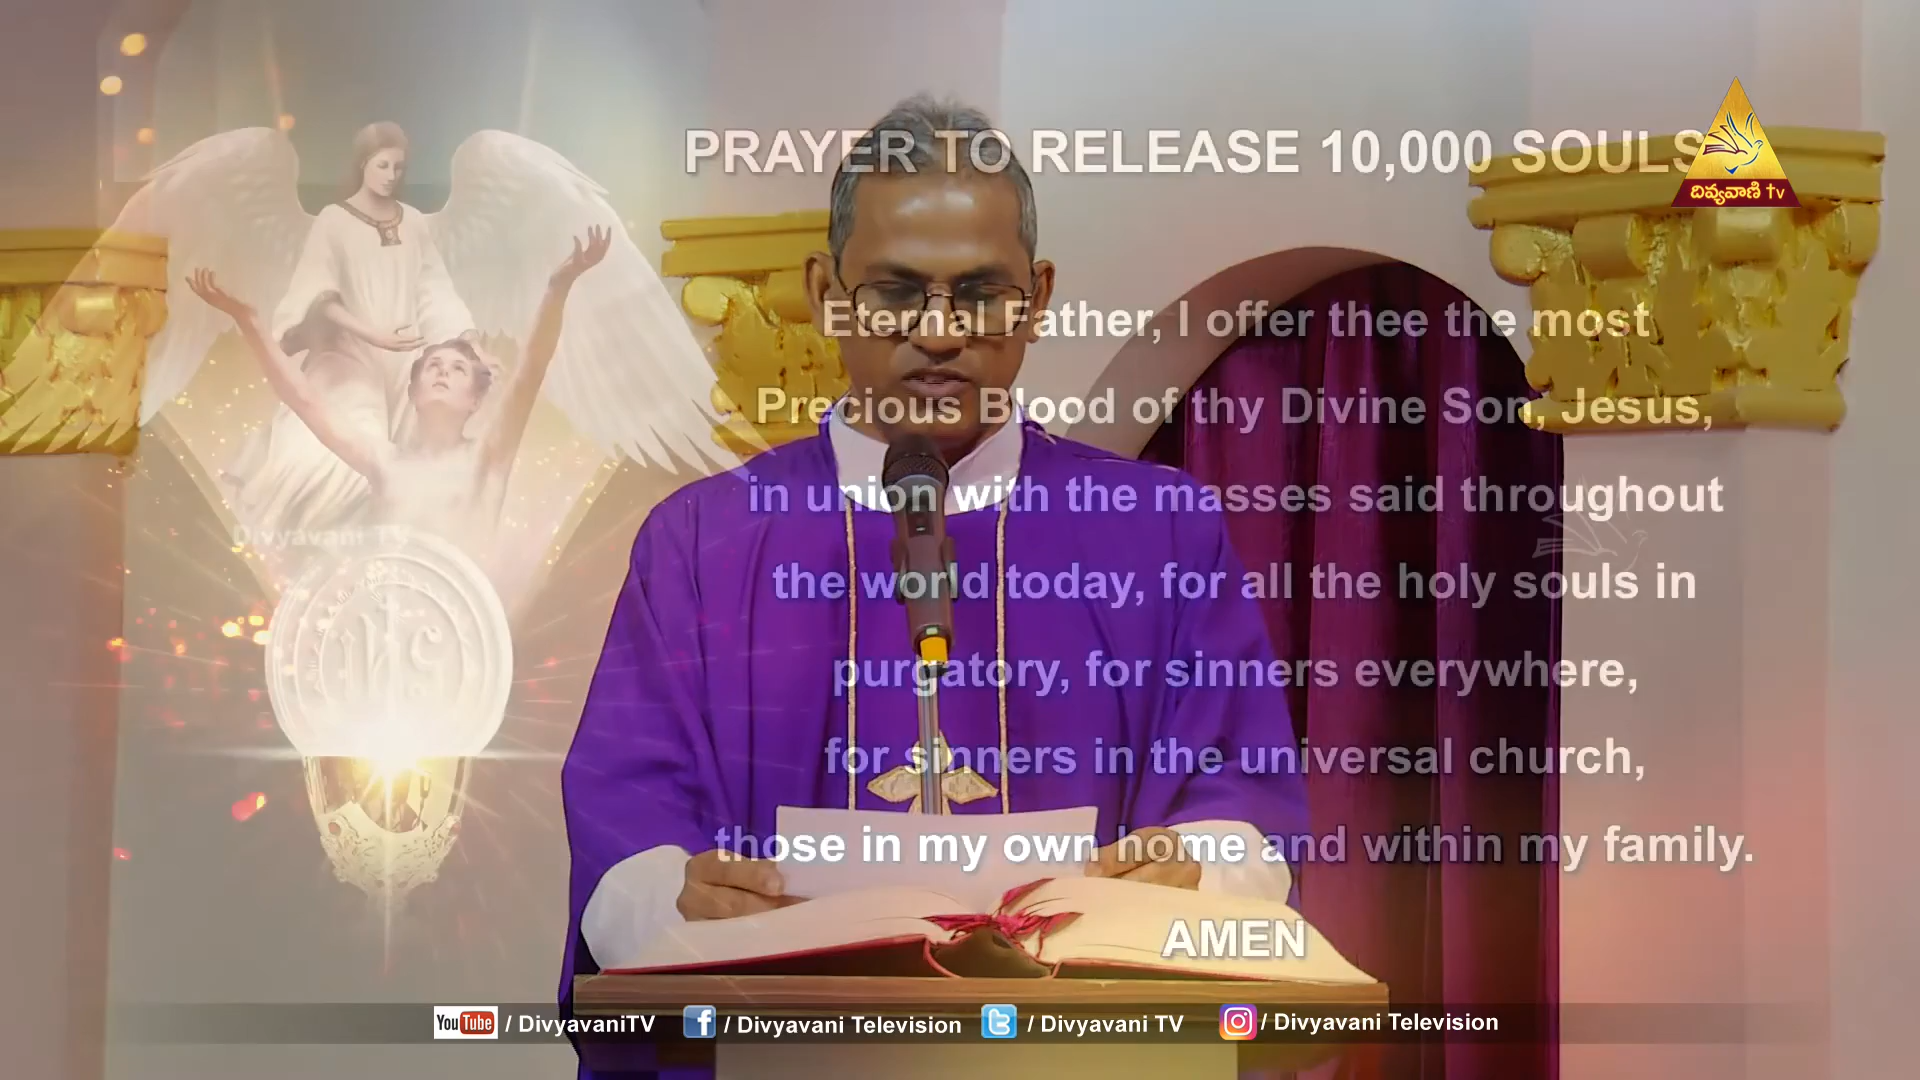 PRAYER TO RELEASE 10,000 SOULS
దివ్యవాణి tv
Eternal Father, I offer thee the most
Precious Blood of thy Divine Son, Jesus,
in union with the masses said throughout
Divyavani TV
the world today, for all the holy souls in
purgatory, for sinners everywhere,
for sinners in the universal church,
those in my own home and within my family.
AMEN
IHS
YouTube / DivyavaniTV f / Divyavani Television / Divyavani TV / Divyavani Television